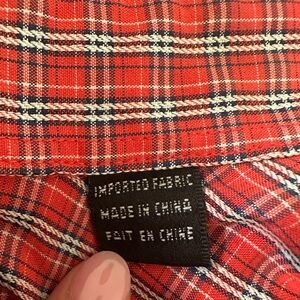 IMPORTED FABRIC
MADE IN CHINA
FAIT EN CHINE